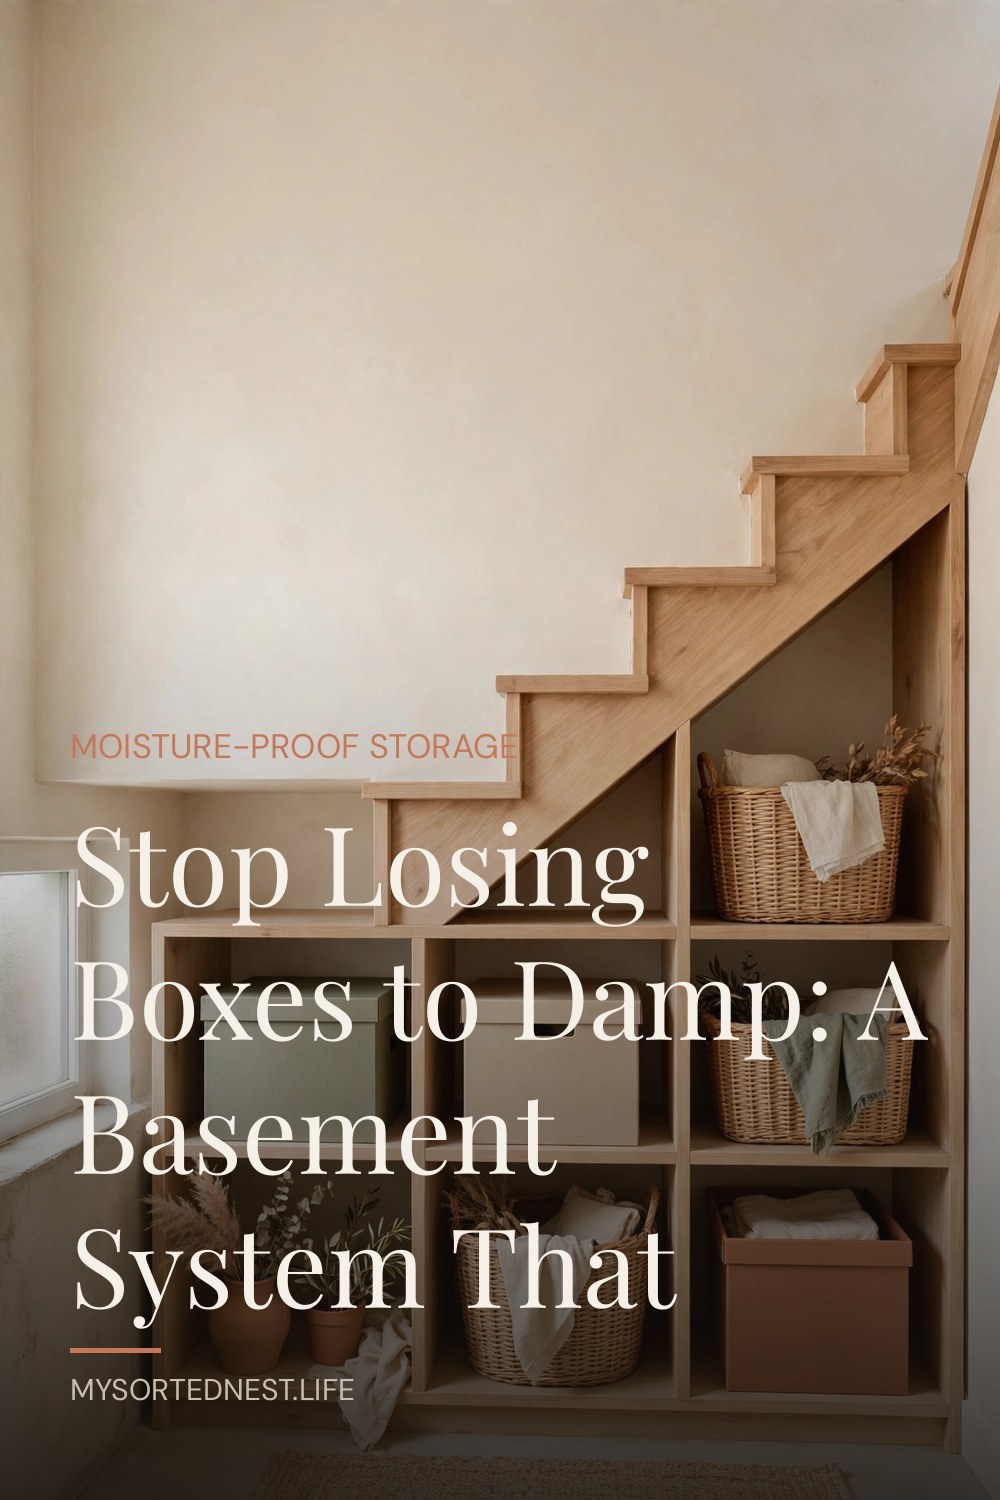 MOISTURE-PROOF STORAGE
Stop Losing
Boxes to Damp: A
Basement
System That
MYSORTEDNEST.LIFE